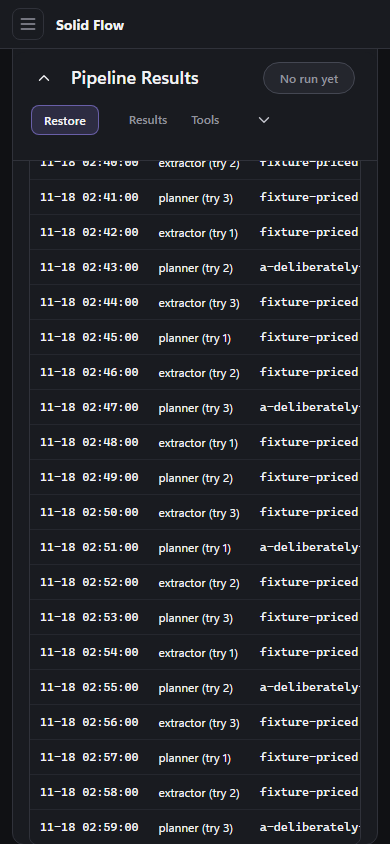 Solid Flow
Pipeline Results
No run yet
Restore Results Tools
11-18 02:40:00 extractor (try 2) fixture-priced
11-18 02:41:00 planner (try 3) fixture-priced
11-18 02:42:00 extractor (try 1) fixture-priced
11-18 02:43:00 planner (try 2) a-deliberately-
11-18 02:44:00 extractor (try 3) fixture-priced
11-18 02:45:00 planner (try 1) fixture-priced
11-18 02:46:00 extractor (try 2) fixture-priced
11-18 02:47:00 planner (try 3) a-deliberately-
11-18 02:48:00 extractor (try 1) fixture-priced
11-18 02:49:00 planner (try 2) fixture-priced
11-18 02:50:00 extractor (try 3) fixture-priced
11-18 02:51:00 planner (try 1) a-deliberately-
11-18 02:52:00 extractor (try 2) fixture-priced
11-18 02:53:00 planner (try 3) fixture-priced
11-18 02:54:00 extractor (try 1) fixture-priced
11-18 02:55:00 planner (try 2) a-deliberately-
11-18 02:56:00 extractor (try 3) fixture-priced
11-18 02:57:00 planner (try 1) fixture-priced
11-18 02:58:00 extractor (try 2) fixture-priced
11-18 02:59:00 planner (try 3) a-deliberately-